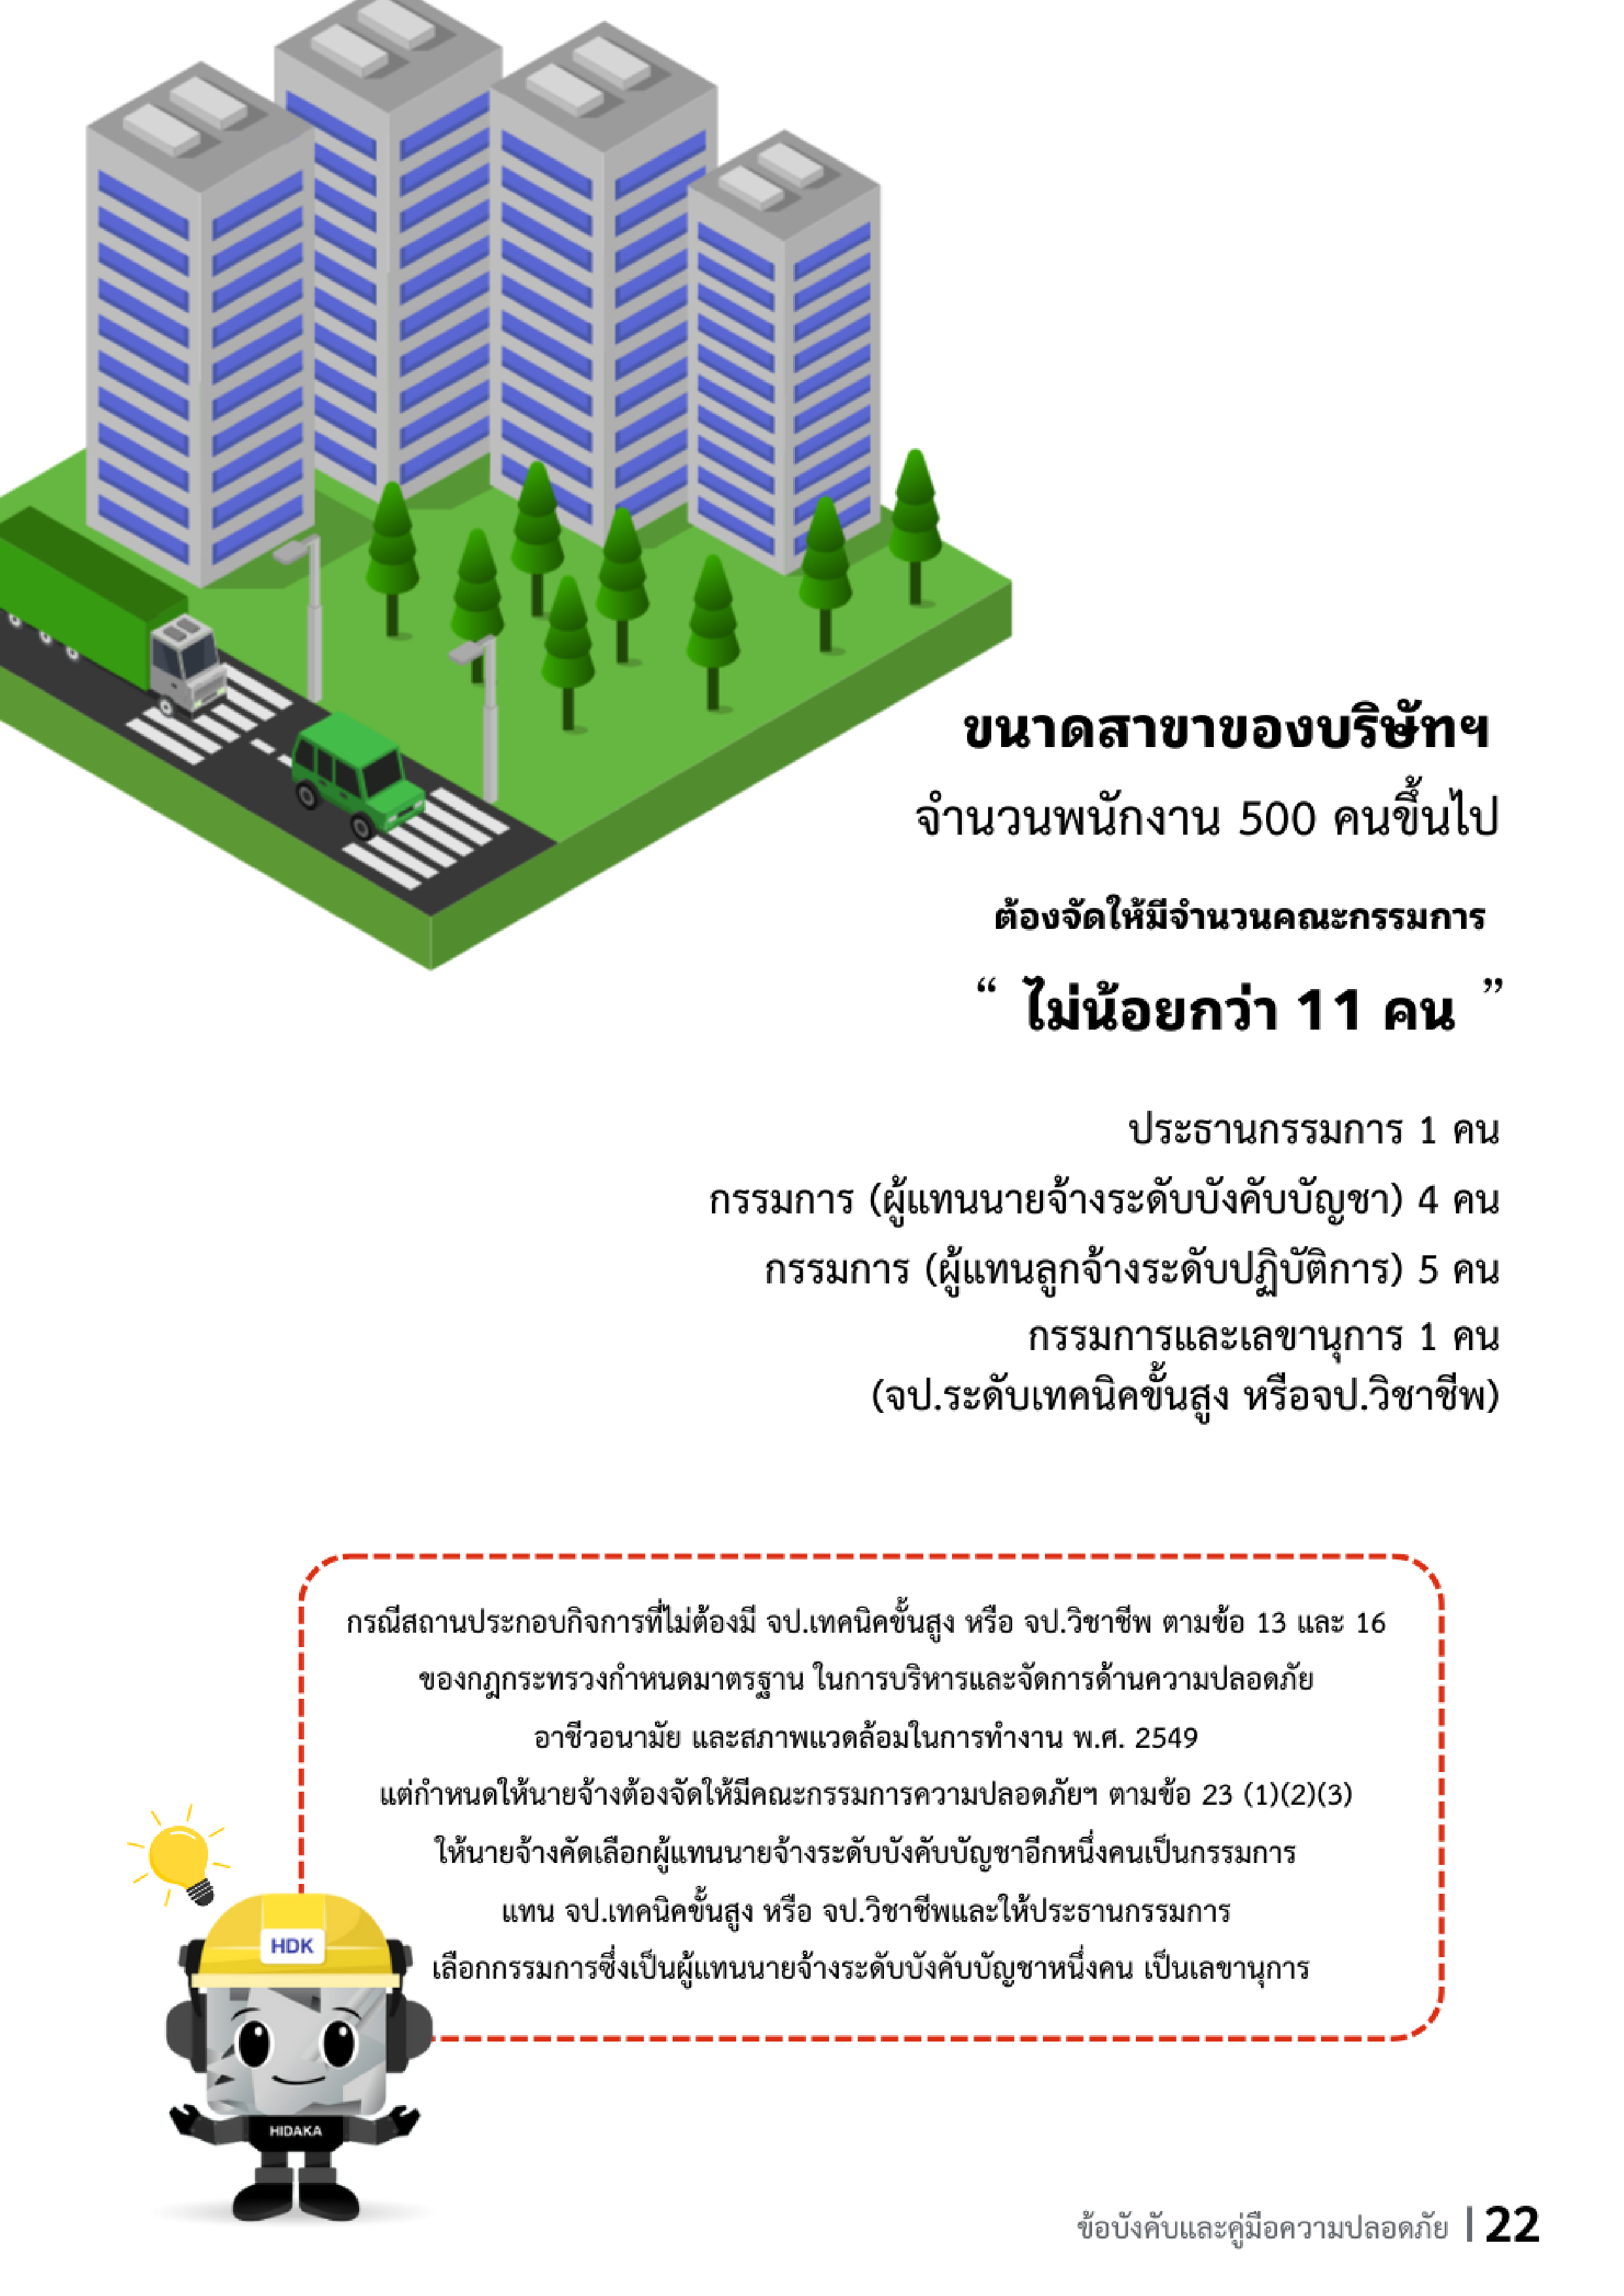 ขนาดสาขาของบริษัทฯ
จำนวนพนักงาน 500 คนขึ้นไป
ต้องจัดให้มีจำนวนคณะกรรมการ
“ ไม่น้อยกว่า 11 คน ”
ประธานกรรมการ 1 คน
กรรมการ (ผู้แทนนายจ้างระดับบังคับบัญชา) 4 คน
กรรมการ (ผู้แทนลูกจ้างระดับปฏิบัติการ) 5 คน
กรรมการและเลขานุการ 1 คน
(จป.ระดับเทคนิคขั้นสูง หรือจป.วิชาชีพ)
กรณีสถานประกอบกิจการที่ไม่ต้องมี จป.เทคนิคขั้นสูง หรือ จป.วิชาชีพ ตามข้อ 13 และ 16
ของกฎกระทรวงกำหนดมาตรฐาน ในการบริหารและจัดการด้านความปลอดภัย
อาชีวอนามัย และสภาพแวดล้อมในการทำงาน พ.ศ. 2549
แต่กำหนดให้นายจ้างต้องจัดให้มีคณะกรรมการความปลอดภัยฯ ตามข้อ 23 (1)(2)(3)
ให้นายจ้างคัดเลือกผู้แทนนายจ้างระดับบังคับบัญชาอีกหนึ่งคนเป็นกรรมการ
แทน จป.เทคนิคขั้นสูง หรือ จป.วิชาชีพและให้ประธานกรรมการ
เลือกกรรมการซึ่งเป็นผู้แทนนายจ้างระดับบังคับบัญชาหนึ่งคน เป็นเลขานุการ
HDK
HIDAKA
ข้อบังคับและคู่มือความปลอดภัย | 22